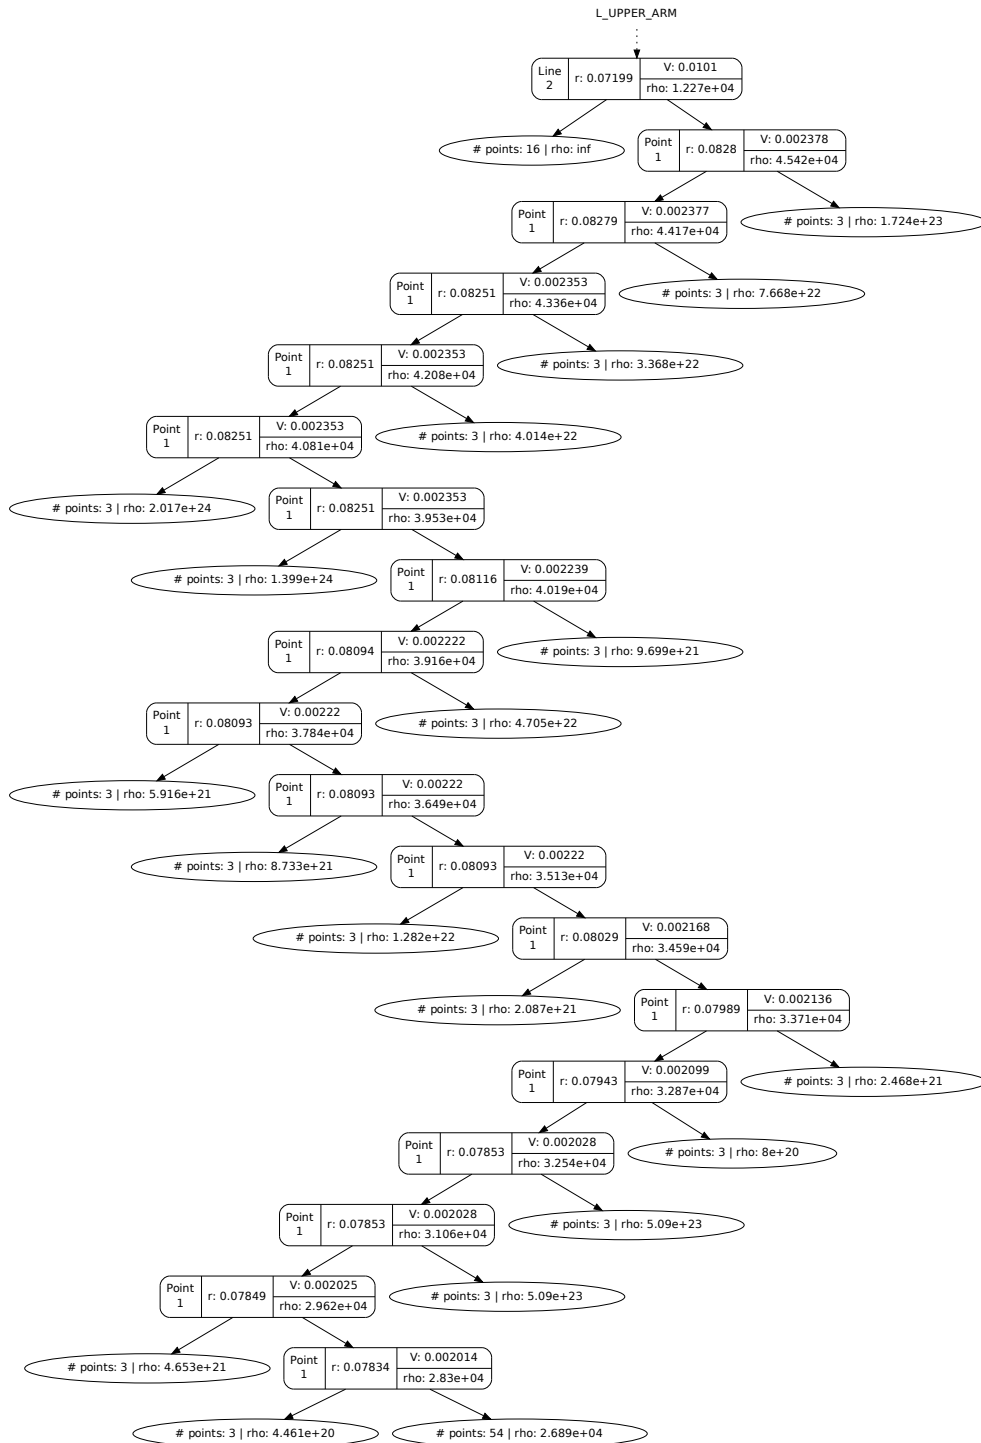 L_UPPER_ARM
Line
2
r: 0.07199
V: 0.0101
rho: 1.227e+04
# points: 16 | rho: inf
Point
1
r: 0.0828
V: 0.002378
rho: 4.542e+04
Point
1
r: 0.08279
V: 0.002377
rho: 4.417e+04
# points: 3 | rho: 1.724e+23
Point
1
r: 0.08251
V: 0.002353
rho: 4.336e+04
# points: 3 | rho: 7.668e+22
Point
1
r: 0.08251
V: 0.002353
rho: 4.208e+04
# points: 3 | rho: 3.368e+22
Point
1
r: 0.08251
V: 0.002353
rho: 4.081e+04
# points: 3 | rho: 4.014e+22
# points: 3 | rho: 2.017e+24
Point
1
r: 0.08251
V: 0.002353
rho: 3.953e+04
# points: 3 | rho: 1.399e+24
Point
1
r: 0.08116
V: 0.002239
rho: 4.019e+04
Point
1
r: 0.08094
V: 0.002222
rho: 3.916e+04
# points: 3 | rho: 9.699e+21
Point
1
r: 0.08093
V: 0.00222
rho: 3.784e+04
# points: 3 | rho: 4.705e+22
# points: 3 | rho: 5.916e+21
Point
1
r: 0.08093
V: 0.00222
rho: 3.649e+04
# points: 3 | rho: 8.733e+21
Point
1
r: 0.08093
V: 0.00222
rho: 3.513e+04
# points: 3 | rho: 1.282e+22
Point
1
r: 0.08029
V: 0.002168
rho: 3.459e+04
# points: 3 | rho: 2.087e+21
Point
1
r: 0.07989
V: 0.002136
rho: 3.371e+04
Point
1
r: 0.07943
V: 0.002099
rho: 3.287e+04
# points: 3 | rho: 2.468e+21
Point
1
r: 0.07853
V: 0.002028
rho: 3.254e+04
# points: 3 | rho: 8e+20
Point
1
r: 0.07853
V: 0.002028
rho: 3.106e+04
# points: 3 | rho: 5.09e+23
Point
1
r: 0.07849
V: 0.002025
rho: 2.962e+04
# points: 3 | rho: 5.09e+23
# points: 3 | rho: 4.653e+21
Point
1
r: 0.07834
V: 0.002014
rho: 2.83e+04
# points: 3 | rho: 4.461e+20
# points: 54 | rho: 2.689e+04